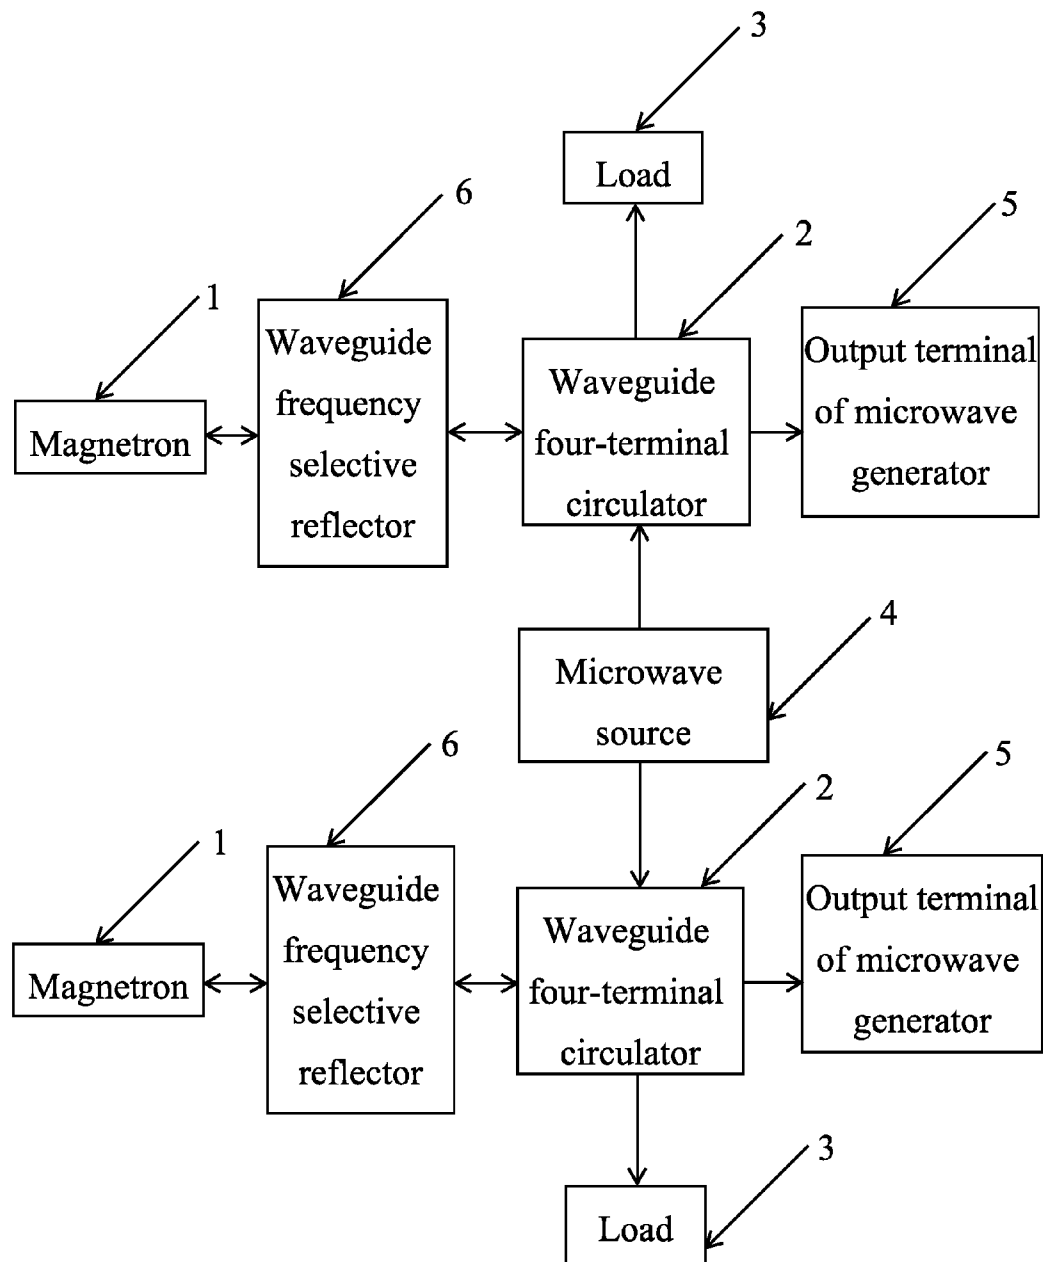 3
Load
6
5
2
1
Waveguide
frequency
selective
reflector
Output terminal
of microwave
generator
Waveguide
four-terminal
circulator
Magnetron
4
Microwave
source
6
5
2
1
Waveguide
frequency
selective
reflector
Output terminal
of microwave
generator
Waveguide
four-terminal
circulator
Magnetron
3
Load